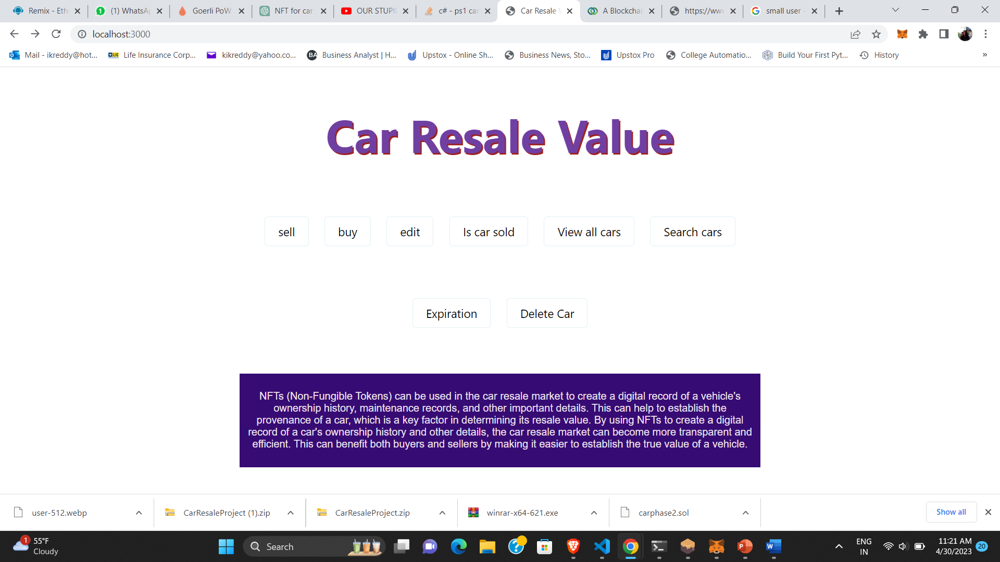 Remix - Eth
(1) WhatsAp
Goerli PoW
NFT for car
OUR STUPI
c# - ps1 car
Car Resale V
A Blockchai
https://www
small user -
localhost:3000
Mail - ikreddy@hot...
Life Insurance Corp...
kikreddy@yahoo.co...
Business Analyst | H...
Upstox - Online Sh...
Business News, Sto...
Upstox Pro
College Automatio...
Build Your First Pyt...
History
»
Car Resale Value
sell
buy
edit
Is car sold
View all cars
Search cars
Expiration
Delete Car
NFTs (Non-Fungible Tokens) can be used in the car resale market to create a digital record of a vehicle's
ownership history, maintenance records, and other important details. This can help to establish the
provenance of a car, which is a key factor in determining its resale value. By using NFTs to create a digital
record of a car's ownership history and other details, the car resale market can become more transparent and
efficient. This can benefit both buyers and sellers by making it easier to establish the true value of a vehicle.
user-512.webp
CarResaleProject (1).zip
CarResaleProject.zip
winrar-x64-621.exe
carphase2.sol
Show all
1
55°F
Cloudy
Search
ENG
IN
11:21 AM
4/30/2023
20